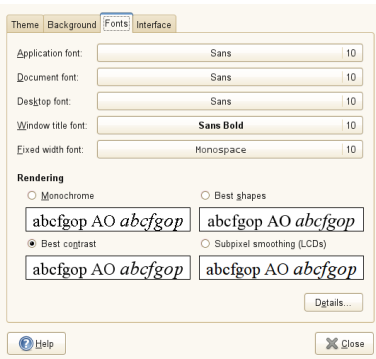 Theme Background Fonts Interface
Application font: Sans 10
Document font: Sans 10
Desktop font: Sans 10
Window title font: Sans Bold 10
Fixed width font: Monospace 10
Rendering
Monochrome Best shapes
abcfgop AO abcfgop abcfgop AO abcfgop
Best contrast Subpixel smoothing (LCDs)
abcfgop AO abcfgop abcfgop AO abcfgop
Details...
Help Close